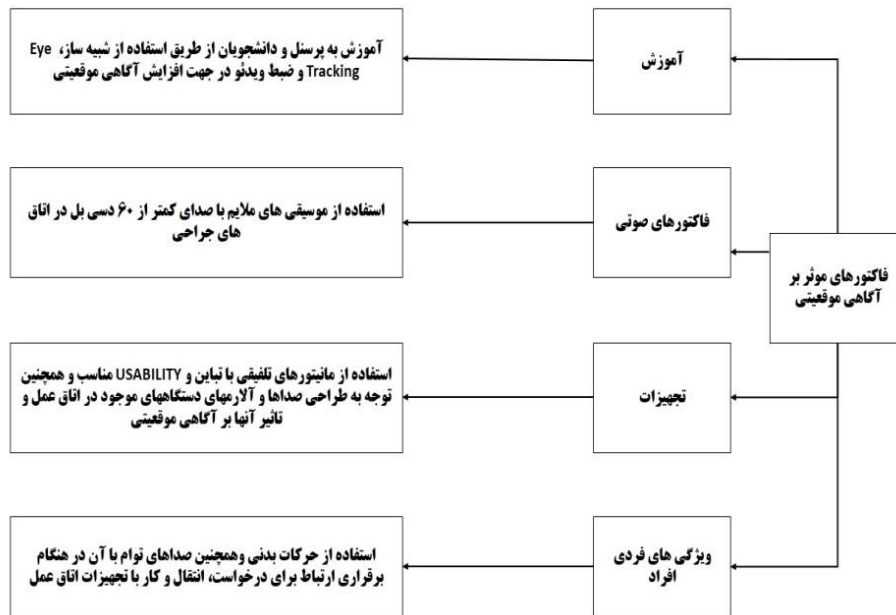 فاکتورهای موثر بر
آگاهی موقعیتی
آموزش
آموزش به پرسنل و دانشجویان از طریق استفاده از شبیه ساز، Eye
Tracking و ضبط ویدئو در جهت افزایش آگاهی موقعیتی
فاکتورهای صوتی
استفاده از موسیقی های ملایم با صدای کمتر از ۶۰ دسی بل در اتاق
های جراحی
تجهیزات
استفاده از مانیتورهای تلفیقی با تباین و USABILITY مناسب و همچنین
توجه به طراحی صداها و آلارمهای دستگاههای موجود در اتاق عمل و
تاثیر آنها بر آگاهی موقعیتی
ویژگی های فردی
افراد
استفاده از حرکات بدنی وهمچنین صداهای توام با آن در هنگام
برقراری ارتباط برای درخواست، انتقال و کار با تجهیزات اتاق عمل